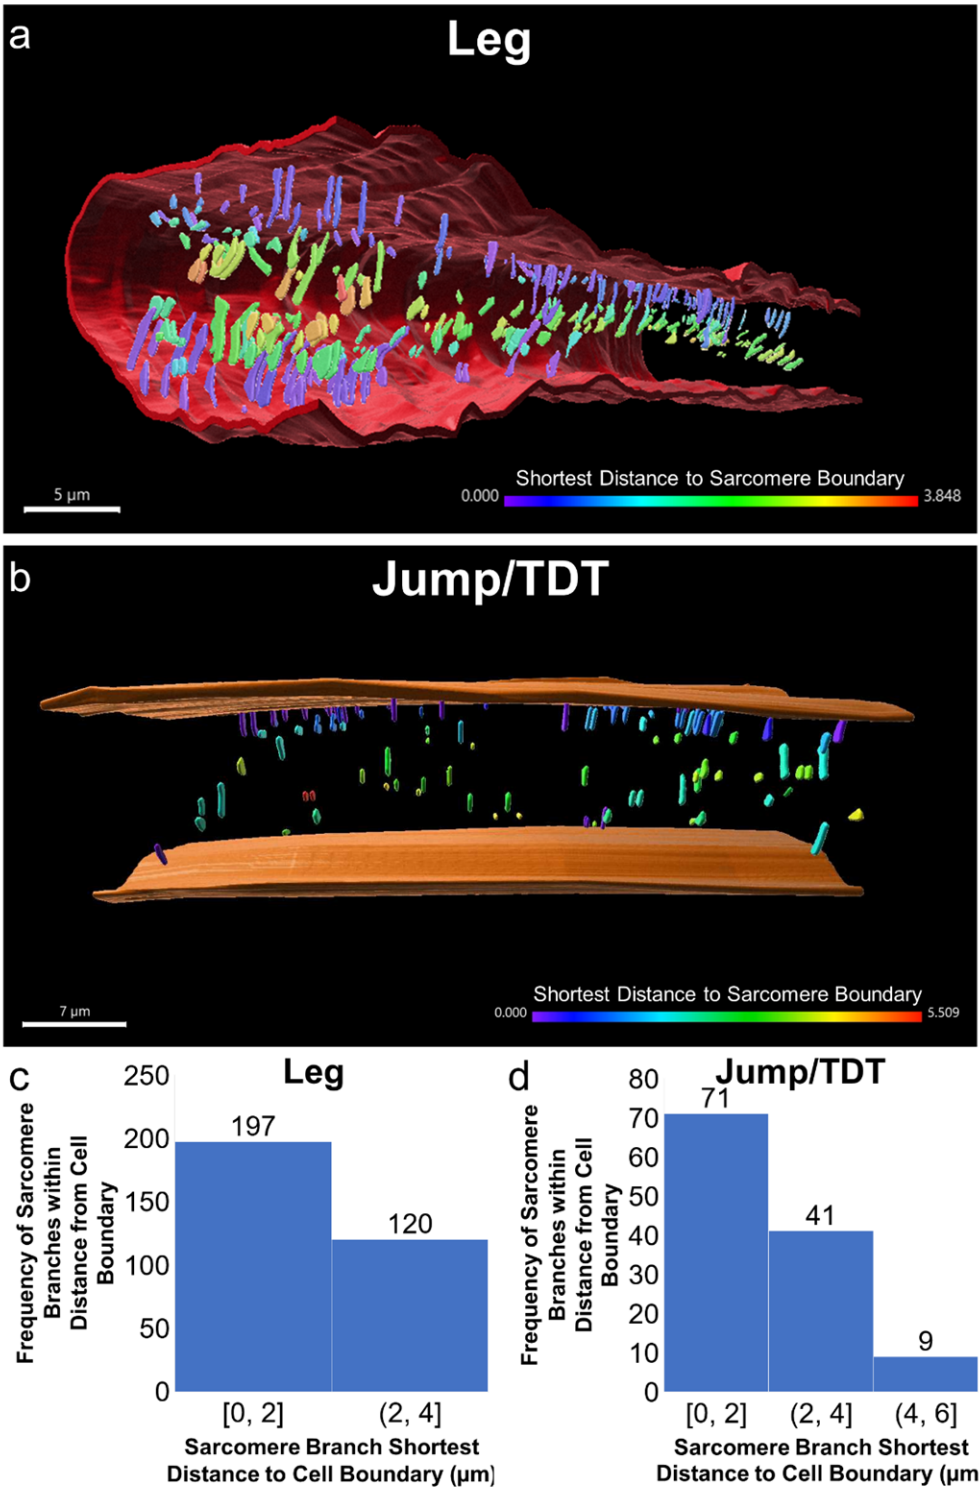 a
Leg
5 µm
Shortest Distance to Sarcomere Boundary
0.000
3.848
b
Jump/TDT
7 µm
Shortest Distance to Sarcomere Boundary
0.000
5.509
c
Leg
Frequency of Sarcomere
Branches within
Distance from Cell
Boundary
250
200
150
100
50
0
197
120
[0, 2]
(2, 4]
Sarcomere Branch Shortest
Distance to Cell Boundary (µm)
d
Jump/TDT
Frequency of Sarcomere
Branches within
Distance from Cell
Boundary
80
70
60
50
40
30
20
10
0
71
41
9
[0, 2]
(2, 4]
(4, 6]
Sarcomere Branch Shortest
Distance to Cell Boundary (µm